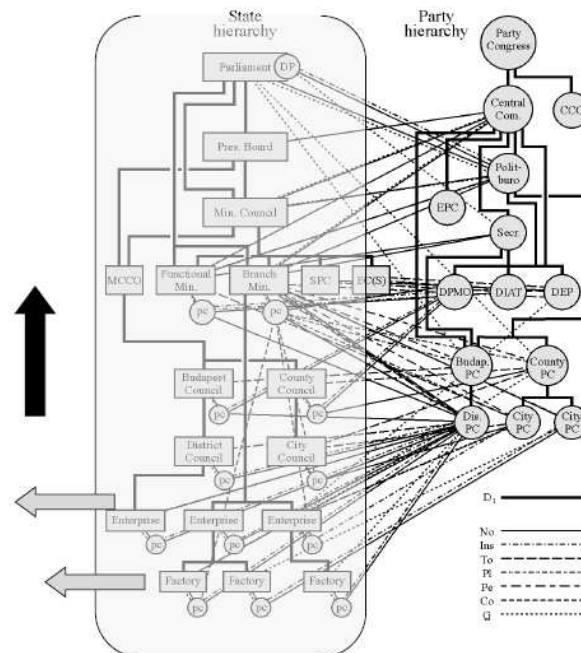 State
hierarchy
Party
hierarchy
Party
Congress
Parliament
DP
Central
Com.
CCC
Pres. Board
Polit-
buro
Min. Council
EPC
Secr.
MCCO
Functional
Min.
Branch
Min.
SPC
EC(S)
DPMO
DIAT
DEP
pc
pc
Budapest
Council
County
Council
Budap.
PC
County
PC
pc
pc
Dis.
PC
City
PC
City
PC
District
Council
City
Council
pc
pc
Enterprise
Enterprise
Enterprise
pc
pc
pc
Factory
Factory
Factory
pc
pc
pc
No
Ins
To
Pl
Pe
Co